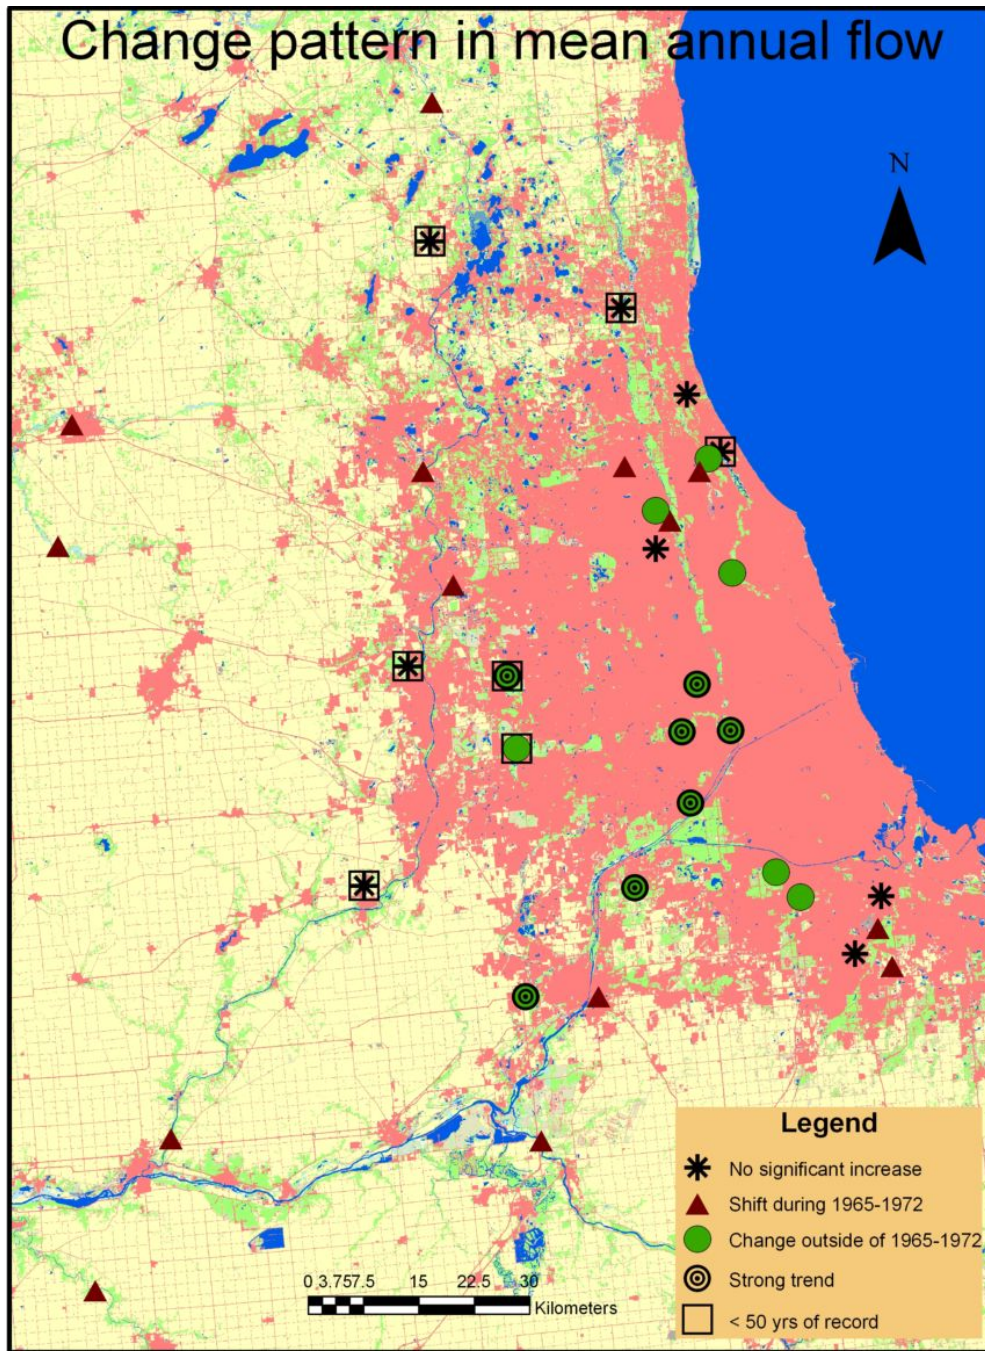 Change pattern in mean annual flow
N
Legend
No significant increase
Shift during 1965-1972
Change outside of 1965-1972
Strong trend
< 50 yrs of record
0 3.757.5 15 22.5 30
Kilometers